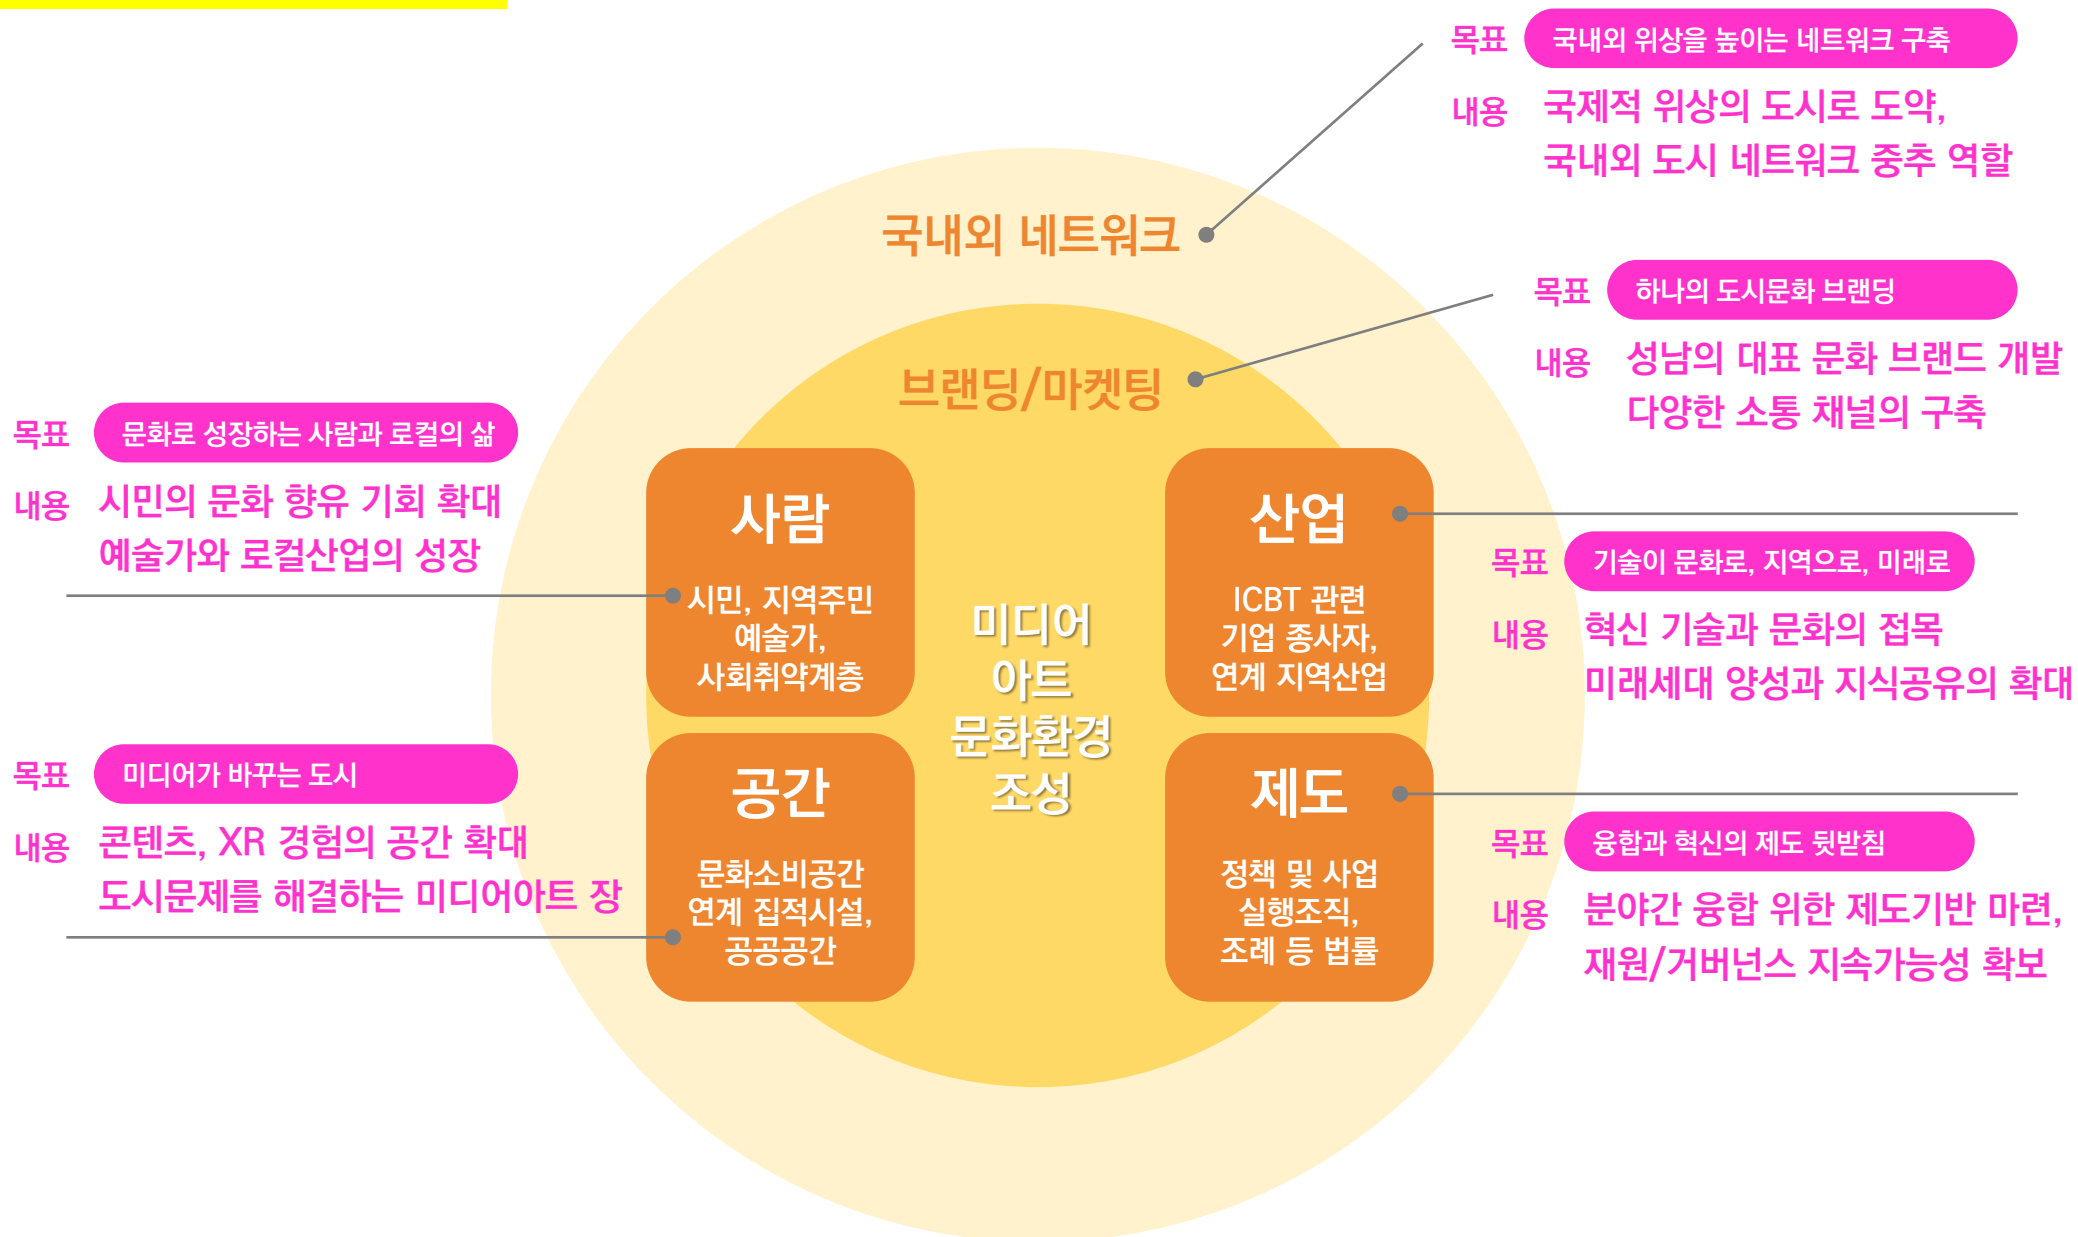 목표 국내외 위상을 높이는 네트워크 구축
내용 국제적 위상의 도시로 도약,
국내외 도시 네트워크 중추 역할
국내외 네트워크
목표 하나의 도시문화 브랜딩
내용 성남의 대표 문화 브랜드 개발
다양한 소통 채널의 구축
브랜딩/마켓팅
목표 문화로 성장하는 사람과 로컬의 삶
내용 시민의 문화 향유 기회 확대
예술가와 로컬산업의 성장
사람
시민, 지역주민
예술가,
사회취약계층
미디어
아트
문화환경
조성
산업
ICBT 관련
기업 종사자,
연계 지역산업
목표 기술이 문화로, 지역으로, 미래로
내용 혁신 기술과 문화의 접목
미래세대 양성과 지식공유의 확대
목표 미디어가 바꾸는 도시
내용 콘텐츠, XR 경험의 공간 확대
도시문제를 해결하는 미디어아트 장
공간
문화소비공간
연계 집적시설,
공공공간
제도
정책 및 사업
실행조직,
조례 등 법률
목표 융합과 혁신의 제도 뒷받침
내용 분야간 융합 위한 제도기반 마련,
재원/거버넌스 지속가능성 확보